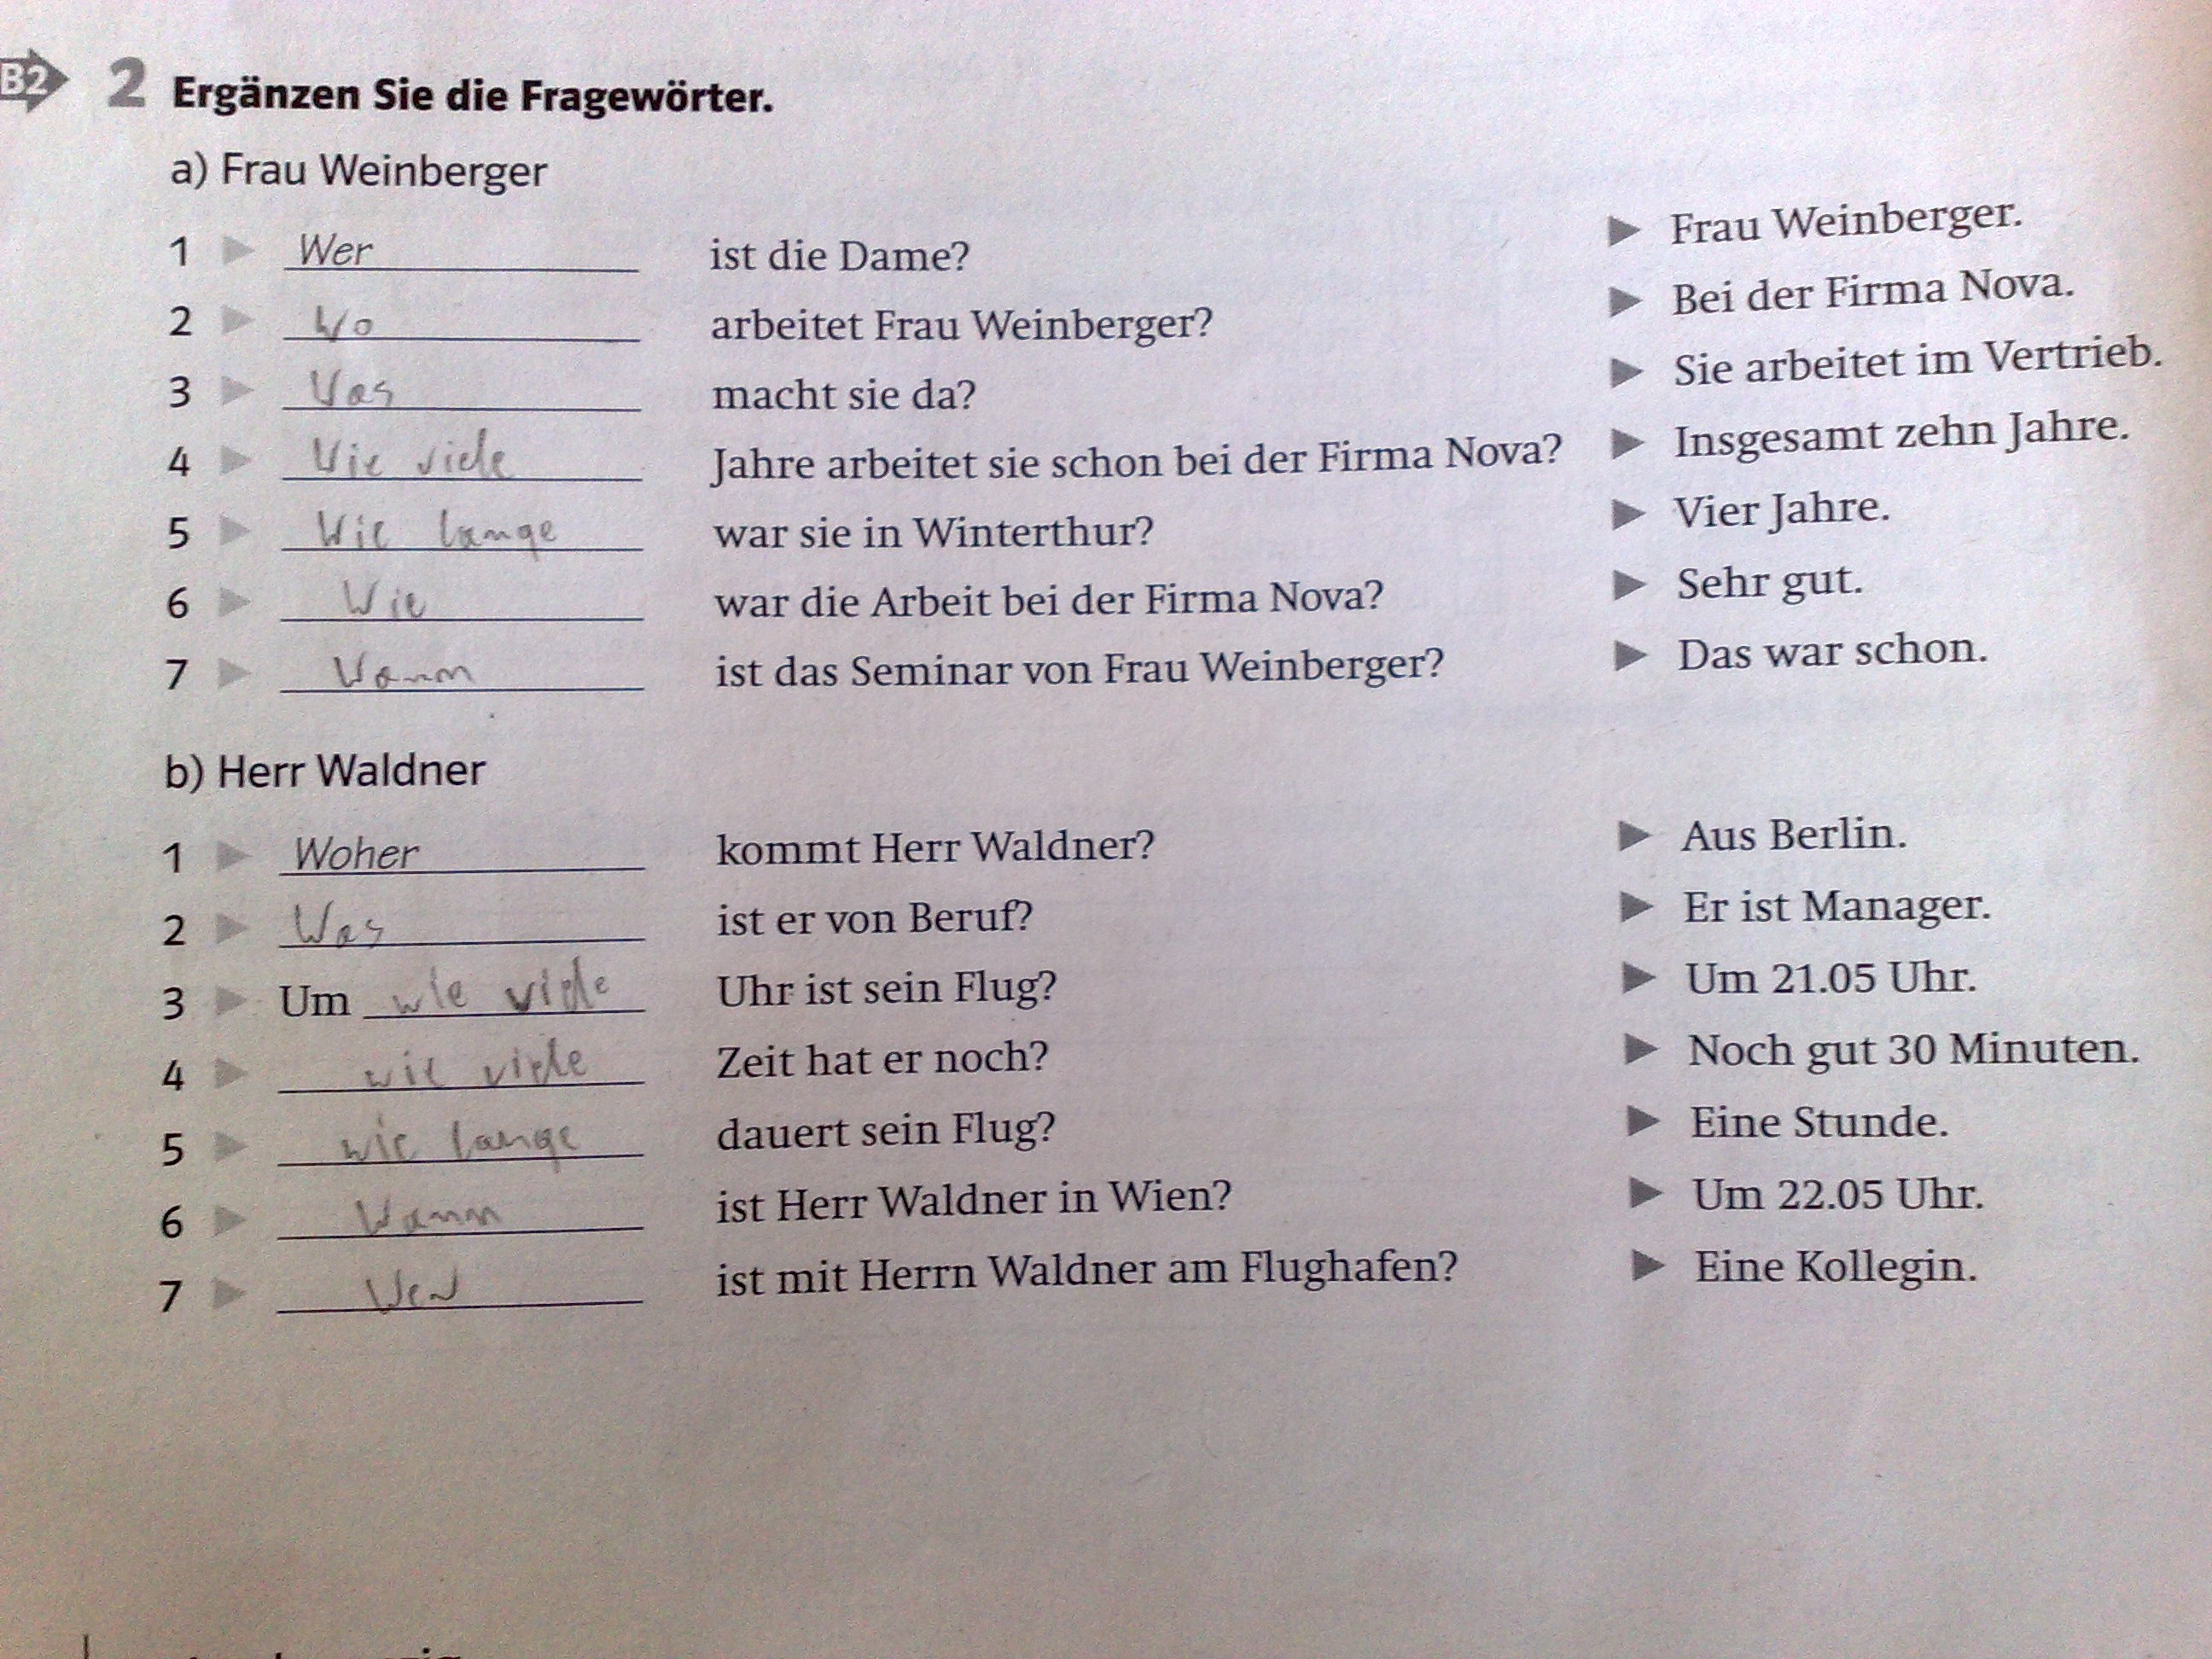 B2 2 Ergänzen Sie die Fragewörter.
a) Frau Weinberger
1 Wer ist die Dame? Frau Weinberger.
2 Wo arbeitet Frau Weinberger? Bei der Firma Nova.
3 Was macht sie da? Sie arbeitet im Vertrieb.
4 Wie viele Jahre arbeitet sie schon bei der Firma Nova? Insgesamt zehn Jahre.
5 Wie lange war sie in Winterthur? Vier Jahre.
6 Wie war die Arbeit bei der Firma Nova? Sehr gut.
7 Wann ist das Seminar von Frau Weinberger? Das war schon.
b) Herr Waldner
1 Woher kommt Herr Waldner? Aus Berlin.
2 Was ist er von Beruf? Er ist Manager.
3 Um wie viele Uhr ist sein Flug? Um 21.05 Uhr.
4 wie viele Zeit hat er noch? Noch gut 30 Minuten.
5 wie lange dauert sein Flug? Eine Stunde.
6 Wann ist Herr Waldner in Wien? Um 22.05 Uhr.
7 Wer ist mit Herrn Waldner am Flughafen? Eine Kollegin.